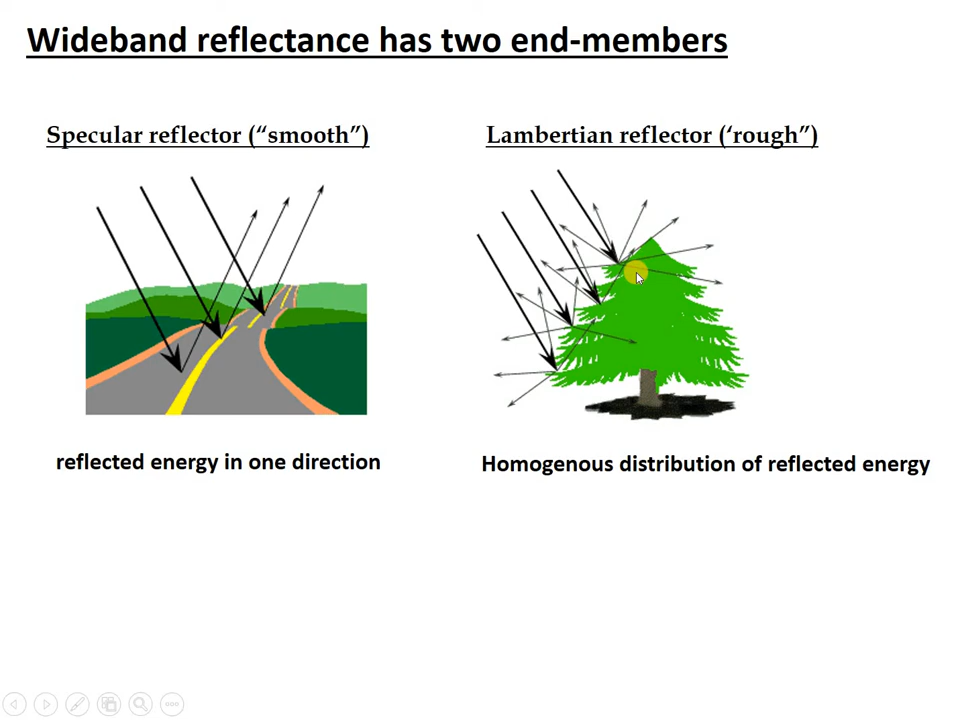 Wideband reflectance has two end-members
Specular reflector (“smooth”)
Lambertian reflector (‘rough”)
reflected energy in one direction
Homogenous distribution of reflected energy